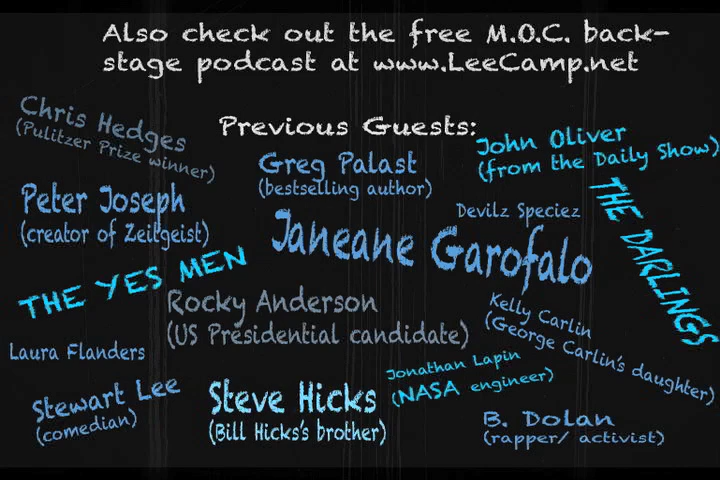 Also check out the free M.O.C. back-
stage podcast at www.LeeCamp.net
Previous Guests:
Chris Hedges
(Pulitzer Prize winner)
Greg Palast
(bestselling author)
John Oliver
(from the Daily Show)
Peter Joseph
(creator of Zeitgeist)
Janeane Garofalo
Devilz Speciez
THE DARLINGS
THE YES MEN
Rocky Anderson
(US Presidential candidate)
Kelly Carlin
(George Carlin's daughter)
Laura Flanders
Jonathan Lapin
(NASA engineer)
Stewart Lee
(comedian)
Steve Hicks
(Bill Hicks's brother)
B. Dolan
(rapper/ activist)